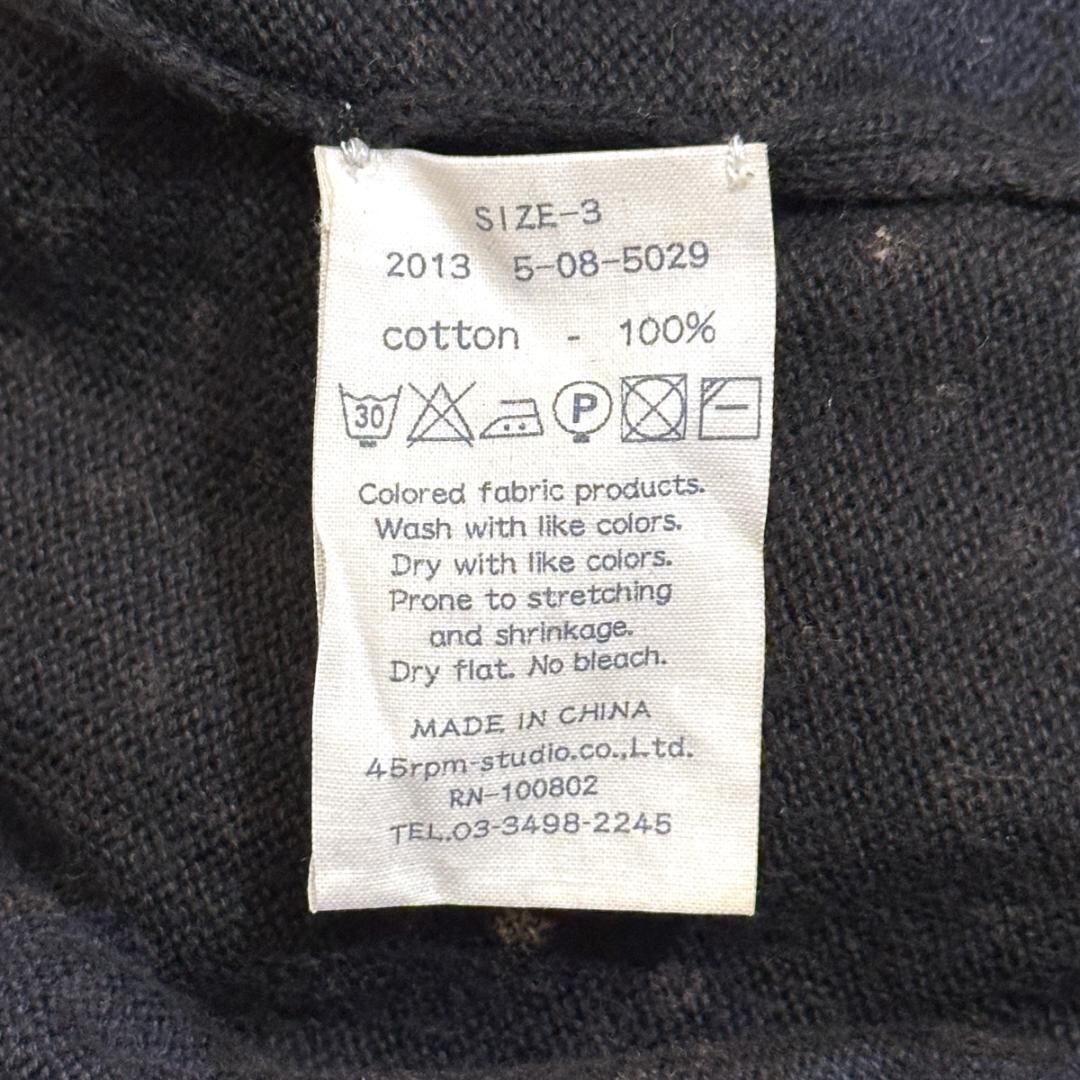 SIZE-3
2013 5-08-5029
cotton - 100%
30 P
Colored fabric products.
Wash with like colors.
Dry with like colors.
Prone to stretching
and shrinkage.
Dry flat. No bleach.
MADE IN CHINA
45rpm-studio.co.,Ltd.
RN-100802
TEL.03-3498-2245